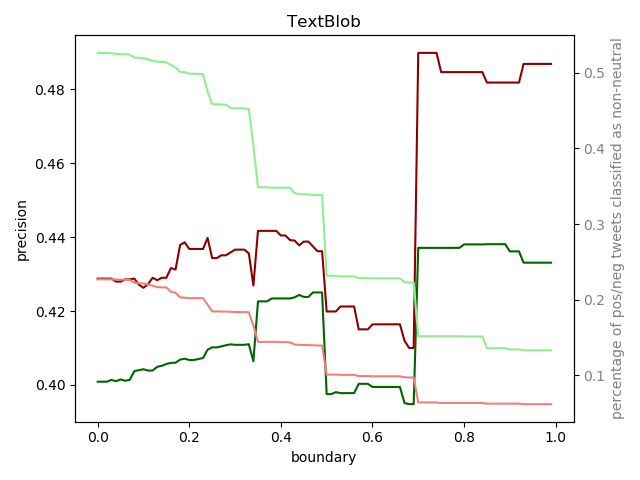 TextBlob
precision
0.48
0.46
0.44
0.42
0.40
0.5
0.4
0.3
0.2
0.1
percentage of pos/neg tweets classified as non-neutral
0.0 0.2 0.4 0.6 0.8 1.0
boundary